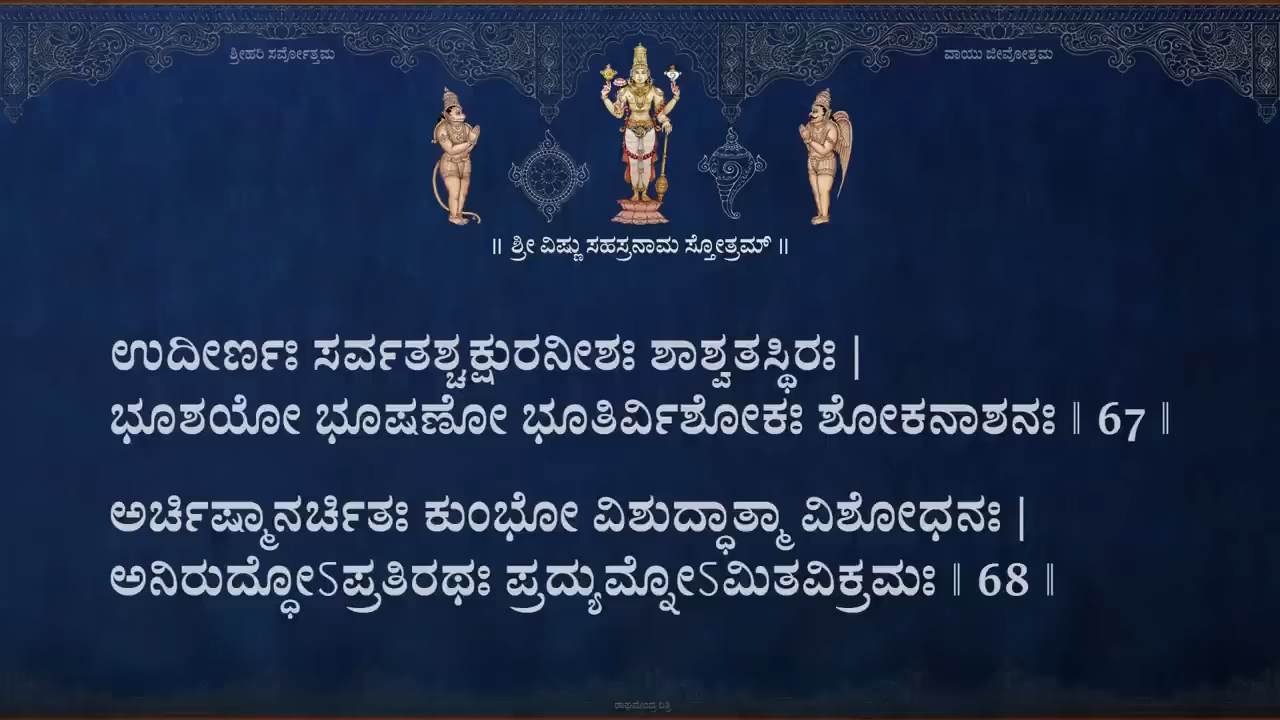 ಶ್ರೀಹರಿ ಸರ್ವೋತ್ತಮ
ವಾಯು ಜೀವೋತ್ತಮ
॥ ಶ್ರೀ ವಿಷ್ಣು ಸಹಸ್ರನಾಮ ಸ್ತೋತ್ರಮ್ ॥
ಉದೀರ್ಣಃ ಸರ್ವತಶ್ಚಕ್ಷುರನೀಶಃ ಶಾಶ್ವತಸ್ಥಿರಃ |
ಭೂಶಯೋ ಭೂಷಣೋ ಭೂತಿರ್ವಿಶೋಕಃ ಶೋಕನಾಶನಃ ‖ 67 ‖
ಅರ್ಚಿಷ್ಮಾನರ್ಚಿತಃ ಕುಂಭೋ ವಿಶುದ್ಧಾತ್ಮಾ ವಿಶೋಧನಃ |
ಅನಿರುದ್ಧೋಽಪ್ರತಿರಥಃ ಪ್ರದ್ಯುಮ್ನೋಽಮಿತವಿಕ್ರಮಃ ‖ 68 ‖